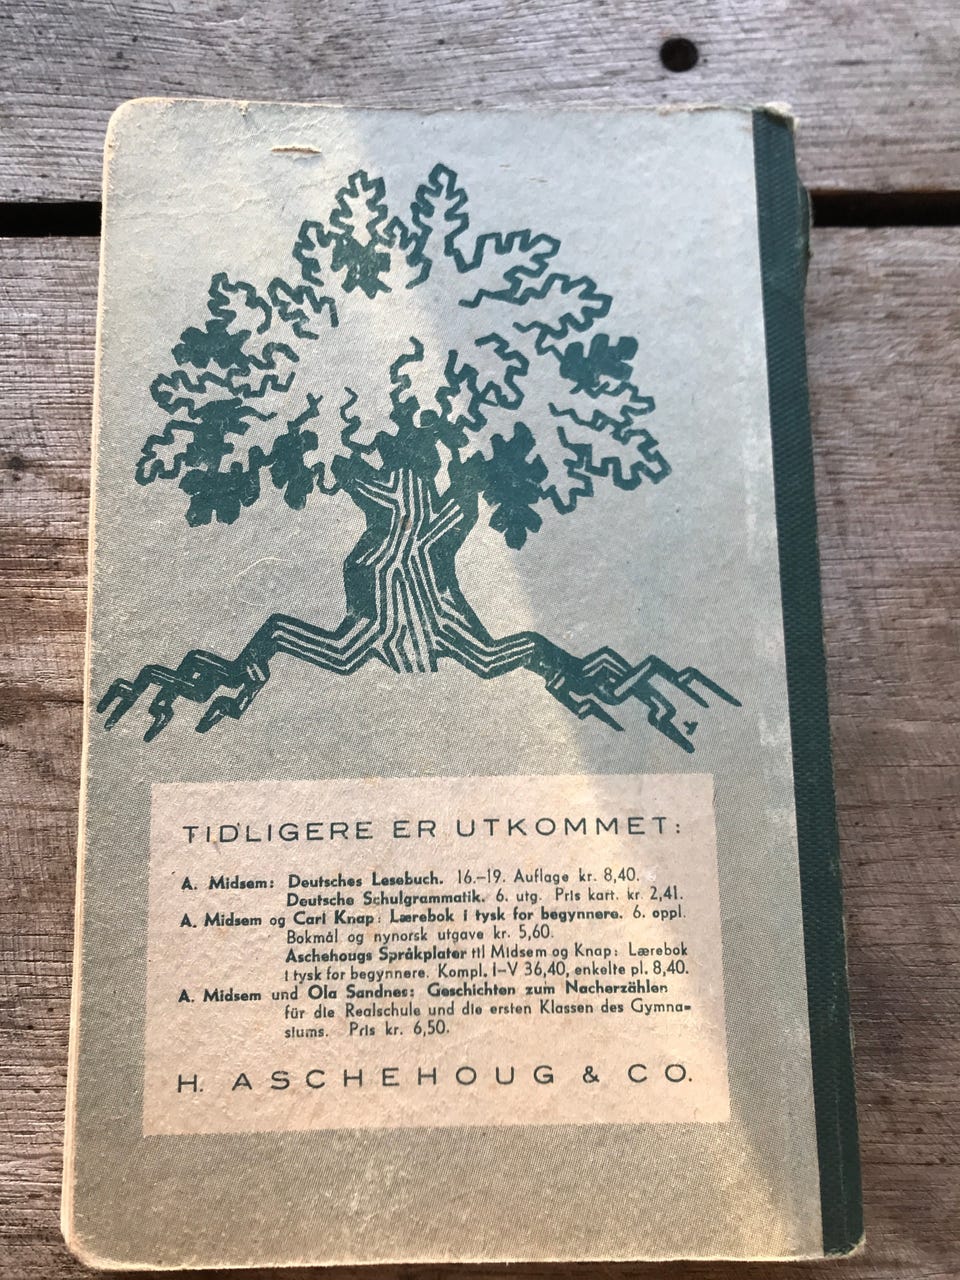 TIDLIGERE ER UTKOMMET:
A. Midsem: Deutsches Lesebuch. 16.–19. Auflage kr. 8,40.
Deutsche Schulgrammatik. 6. utg. Pris kart. kr. 2,41.
A. Midsem og Carl Knap: Lærebok i tysk for begynnere. 6. oppl.
Bokmål og nynorsk utgave kr. 5,60.
Aschehougs Språkplater til Midsem og Knap: Lærebok
i tysk for begynnere. Kompl. I–V 36,40, enkelte pl. 8,40.
A. Midsem und Ola Sandnes: Geschichten zum Nacherzählen
für die Realschule und die ersten Klassen des Gymna-
siums. Pris kr. 6,50.
H. ASCHEHOUG & CO.